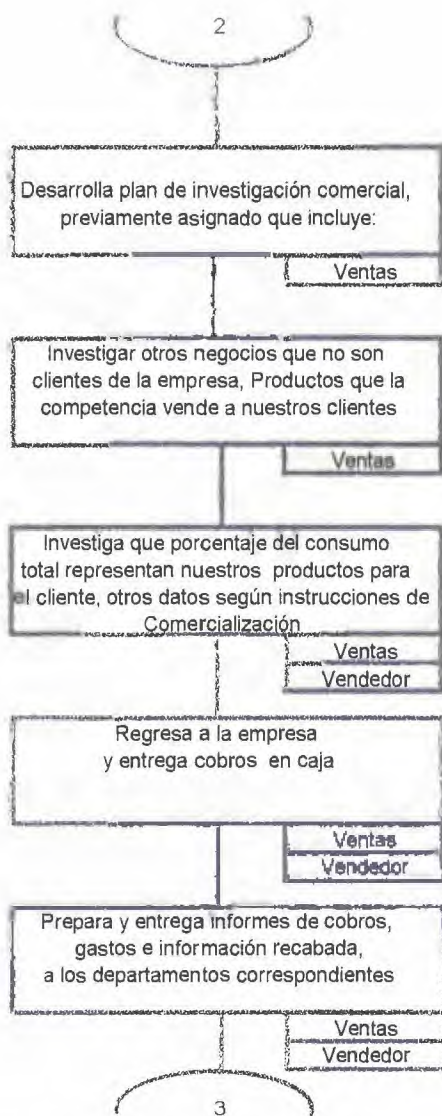 2
Desarrolla plan de investigación comercial,
previamente asignado que incluye:
Ventas
Investigar otros negocios que no son
clientes de la empresa, Productos que la
competencia vende a nuestros clientes
Ventas
Investiga que porcentaje del consumo
total representan nuestros productos para
el cliente, otros datos según instrucciones de
Comercialización
Ventas
Vendedor
Regresa a la empresa
y entrega cobros en caja
Ventas
Vendedor
Prepara y entrega informes de cobros,
gastos e información recabada,
a los departamentos correspondientes
Ventas
Vendedor
3